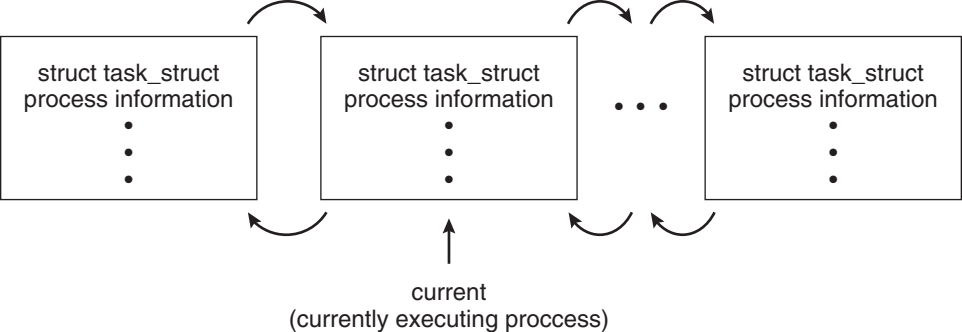 struct task_struct
process information
struct task_struct
process information
struct task_struct
process information
current
(currently executing proccess)